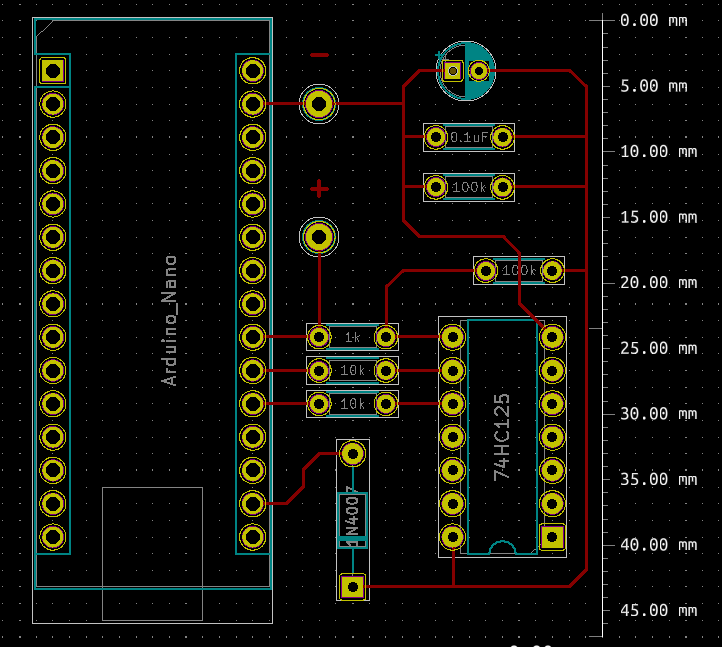 0.00 mm
5.00 mm
10.00 mm
15.00 mm
20.00 mm
25.00 mm
30.00 mm
35.00 mm
40.00 mm
45.00 mm
−
+
+
0.1uF
100k
100k
1k
10k
10k
Arduino_Nano
74HC125
1N4007